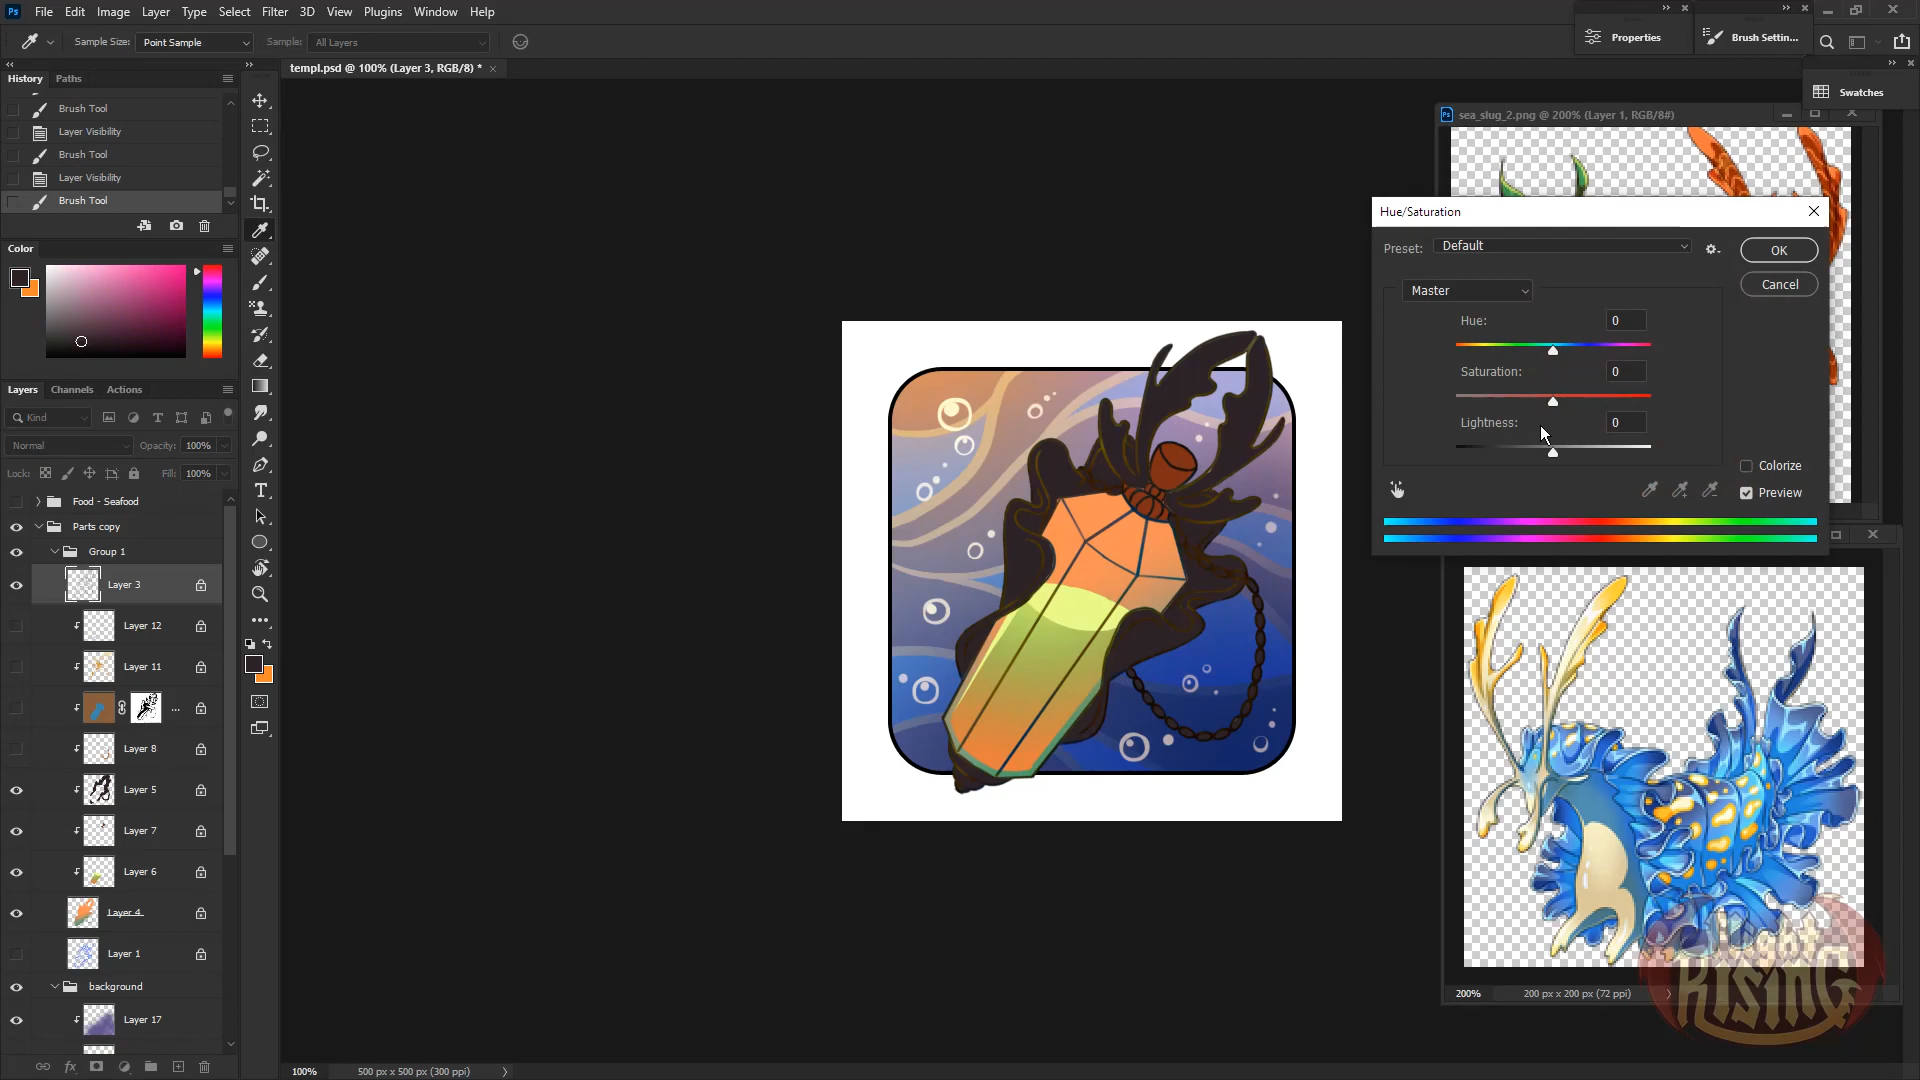 Ps File Edit Image Layer Type Select Filter 3D View Plugins Window Help
Sample Size: Point Sample Sample: All Layers
Properties
Brush Settin...
Swatches
templ.psd @ 100% (Layer 3, RGB/8) *
History Paths
Brush Tool
Layer Visibility
Brush Tool
Layer Visibility
Brush Tool
Color
Layers Channels Actions
Kind
Normal Opacity: 100%
Lock: Fill: 100%
Food - Seafood
Parts copy
Group 1
Layer 3
Layer 12
Layer 11
...
Layer 8
Layer 5
Layer 7
Layer 6
Layer 4
Layer 1
background
Layer 17
fx
100% 500 px x 500 px (300 ppi)
Ps sea_slug_2.png @ 200% (Layer 1, RGB/8#)
Hue/Saturation
Preset: Default
OK
Cancel
Master
Hue: 0
Saturation: 0
Lightness: 0
Colorize
Preview
200% 200 px x 200 px (72 ppi)
flight
RISING